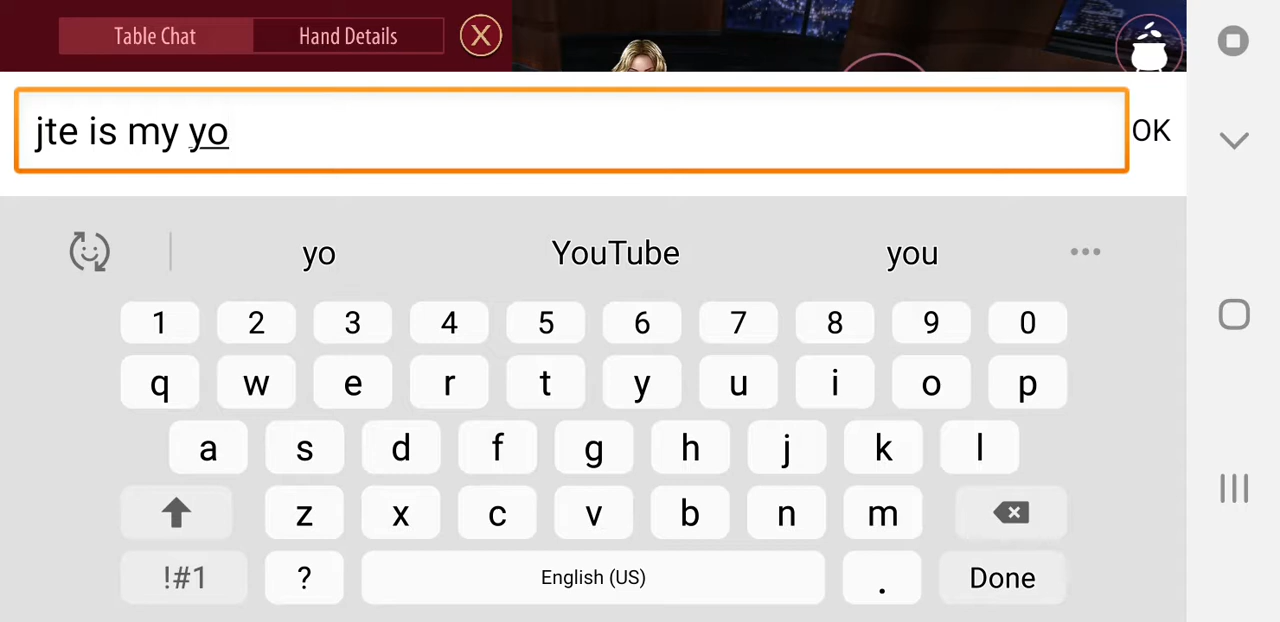 Table Chat Hand Details X
jte is my yo OK
yo YouTube you
1 2 3 4 5 6 7 8 9 0
q w e r t y u i o p
a s d f g h j k l
z x c v b n m
!#1 ? English (US) . Done